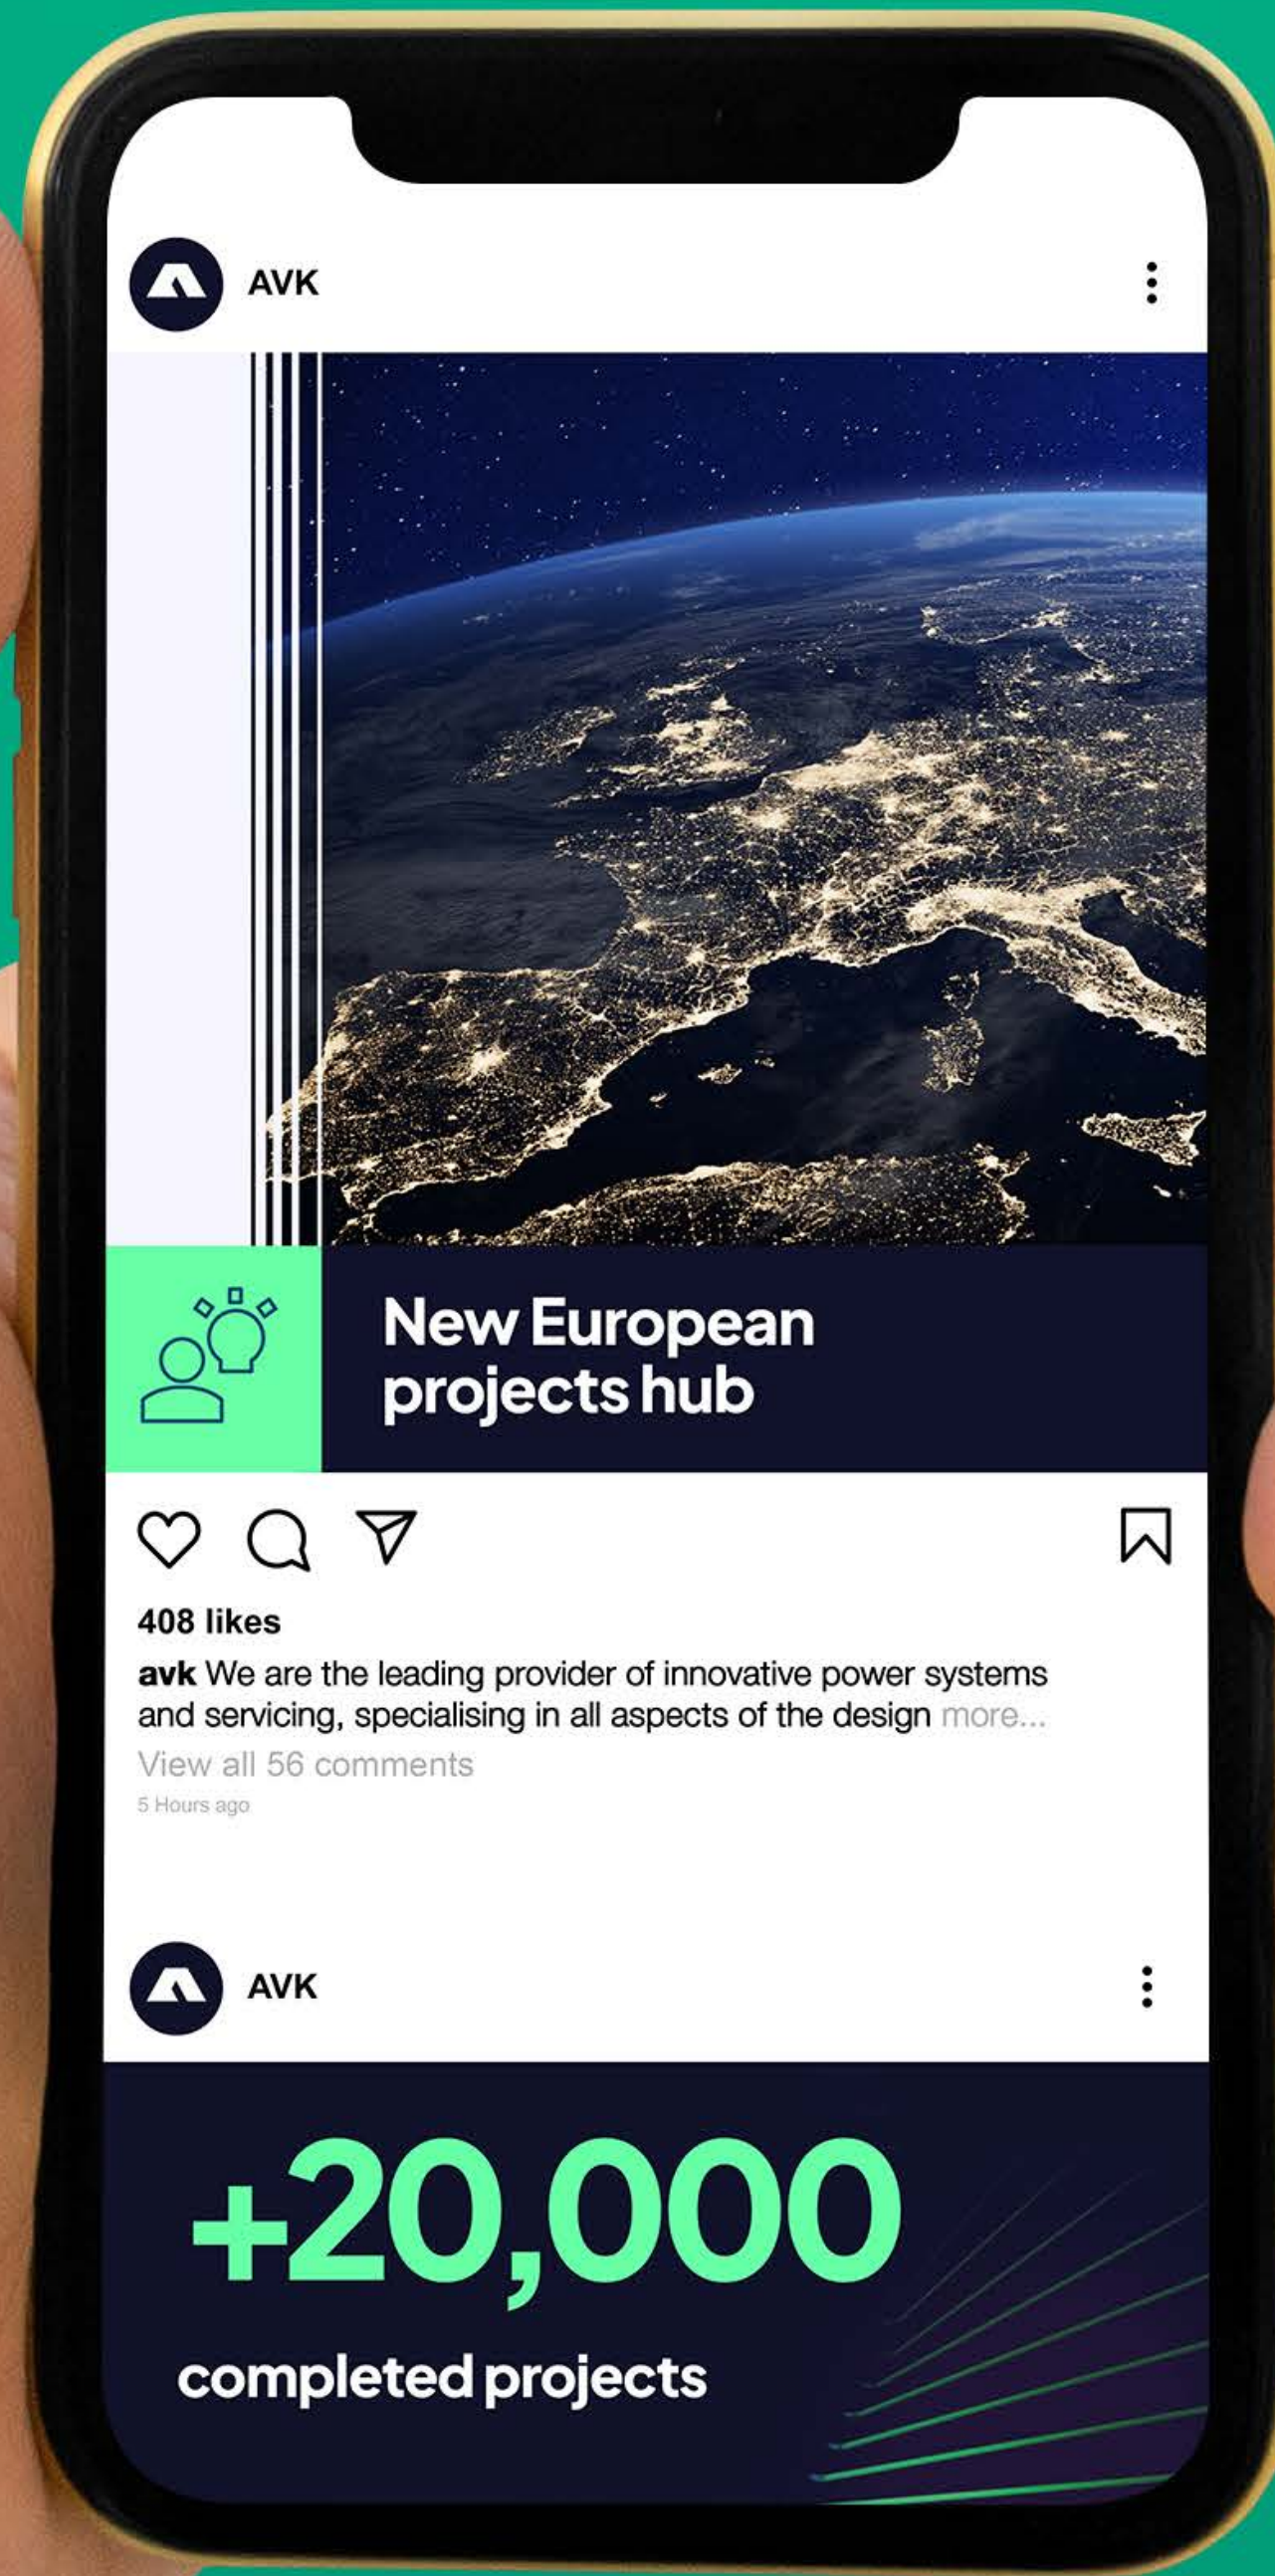 AVK
New European
projects hub
408 likes
avk We are the leading provider of innovative power systems
and servicing, specialising in all aspects of the design more...
View all 56 comments
5 Hours ago
AVK
+20,000
completed projects